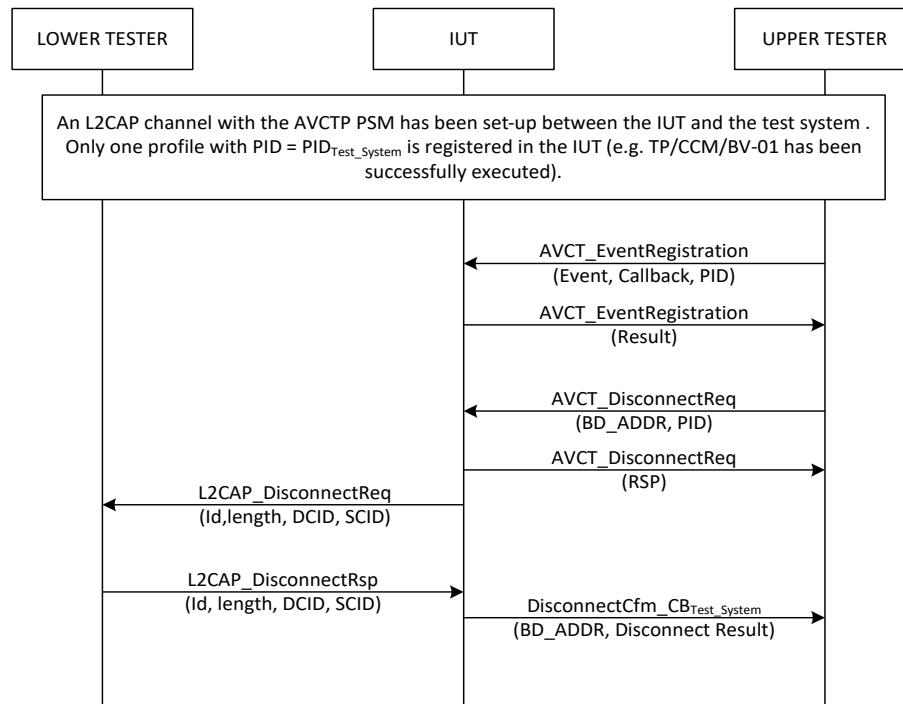 LOWER TESTER
IUT
UPPER TESTER
An L2CAP channel with the AVCTP PSM has been set-up between the IUT and the test system .
Only one profile with PID = PIDTest_System is registered in the IUT (e.g. TP/CCM/BV-01 has been
successfully executed).
AVCT_EventRegistration
(Event, Callback, PID)
AVCT_EventRegistration
(Result)
AVCT_DisconnectReq
(BD_ADDR, PID)
AVCT_DisconnectReq
(RSP)
L2CAP_DisconnectReq
(Id,length, DCID, SCID)
L2CAP_DisconnectRsp
(Id, length, DCID, SCID)
DisconnectCfm_CBTest_System
(BD_ADDR, Disconnect Result)